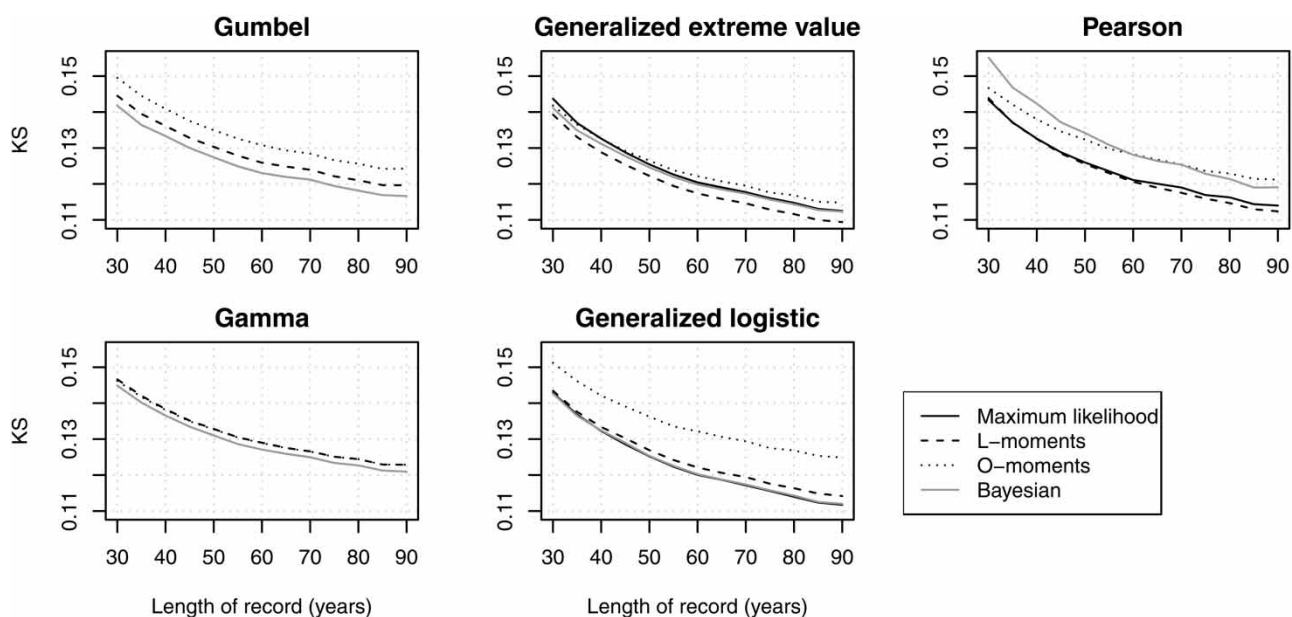 Gumbel
Generalized extreme value
Pearson
KS
0.15
0.13
0.11
30 40 50 60 70 80 90
0.15
0.13
0.11
30 40 50 60 70 80 90
0.15
0.13
0.11
30 40 50 60 70 80 90
Gamma
Generalized logistic
KS
0.15
0.13
0.11
30 40 50 60 70 80 90
Length of record (years)
0.15
0.13
0.11
30 40 50 60 70 80 90
Length of record (years)
Maximum likelihood
L−moments
O−moments
Bayesian